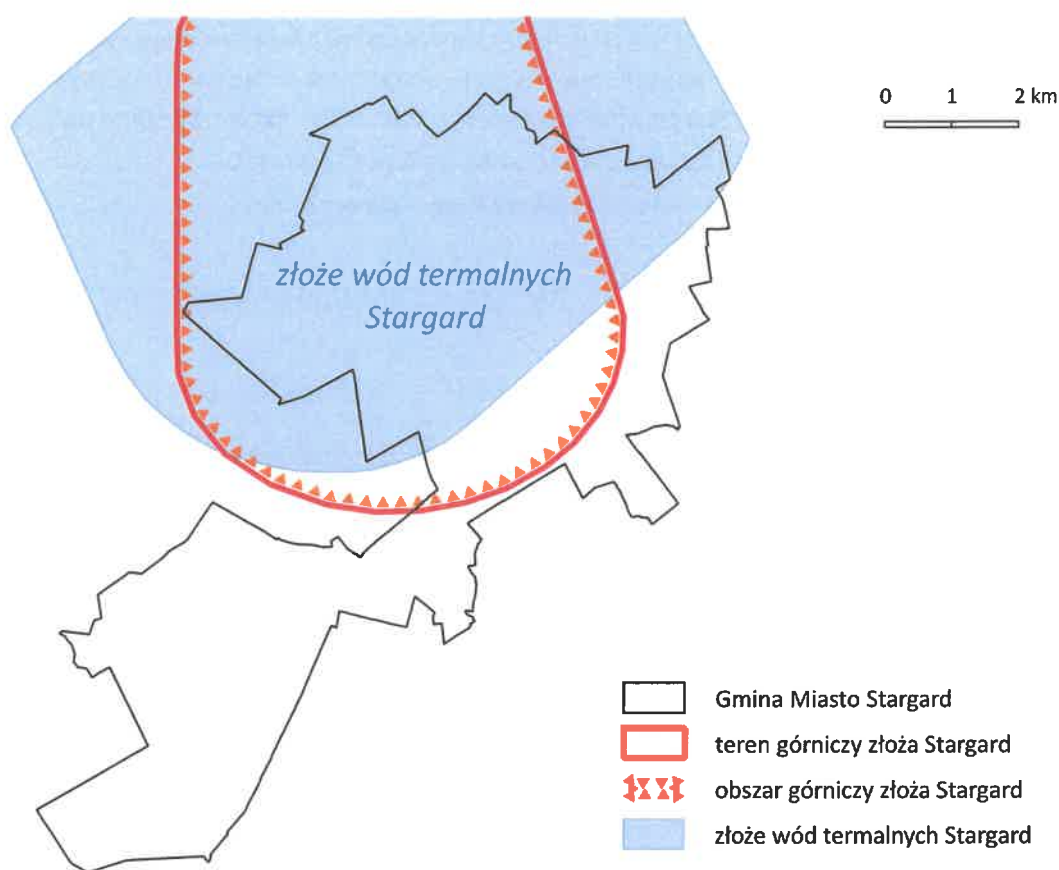 0 1 2 km
złoże wód termalnych
Stargard
Gmina Miasto Stargard
teren górniczy złoża Stargard
obszar górniczy złoża Stargard
złoże wód termalnych Stargard